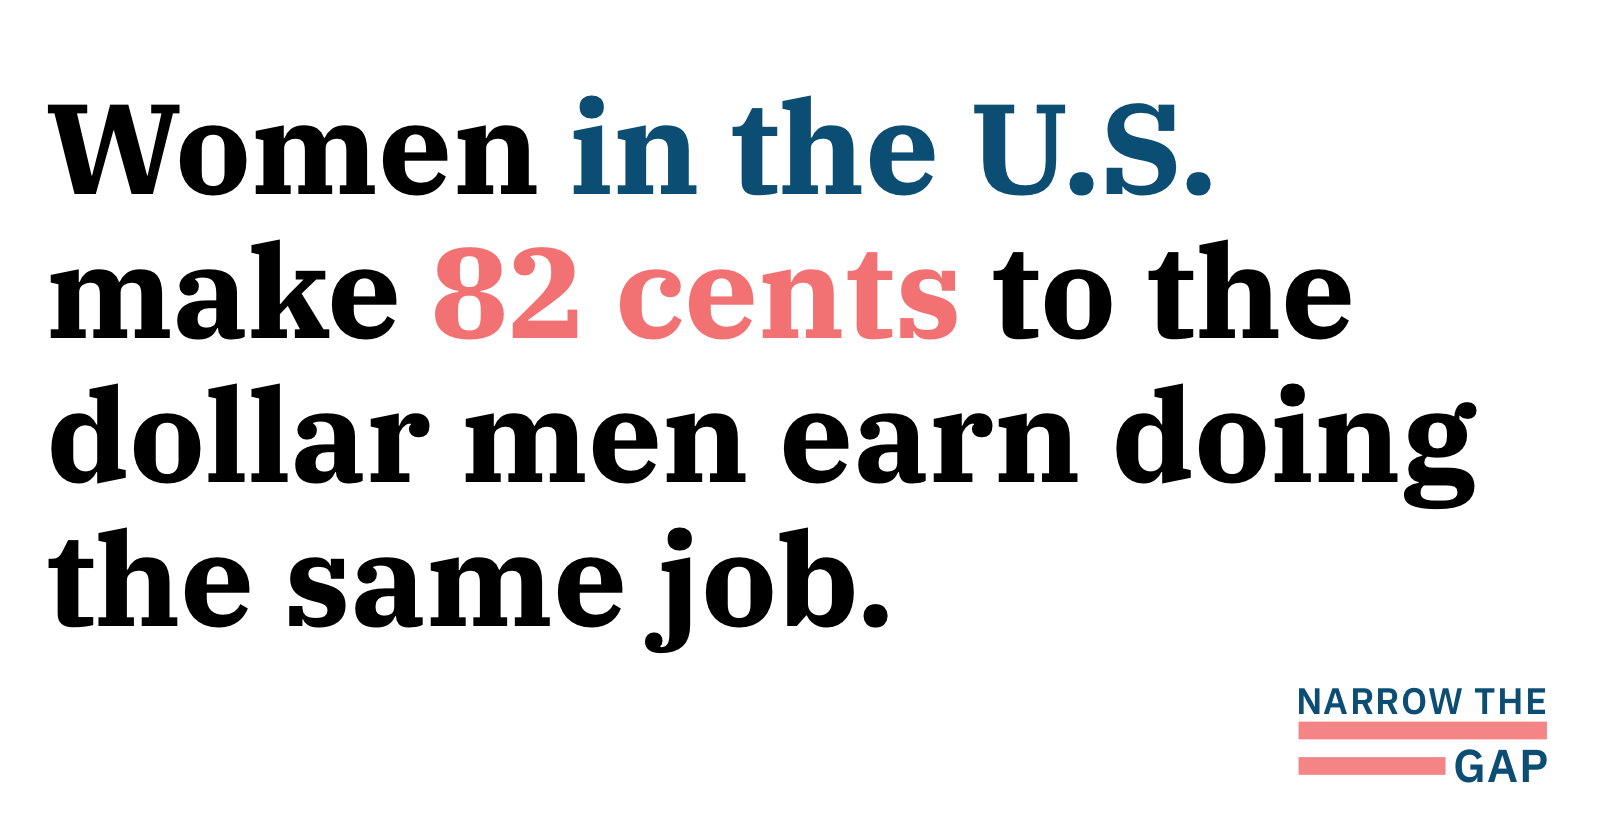 Women in the U.S.
make 82 cents to the
dollar men earn doing
the same job.
NARROW THE
GAP